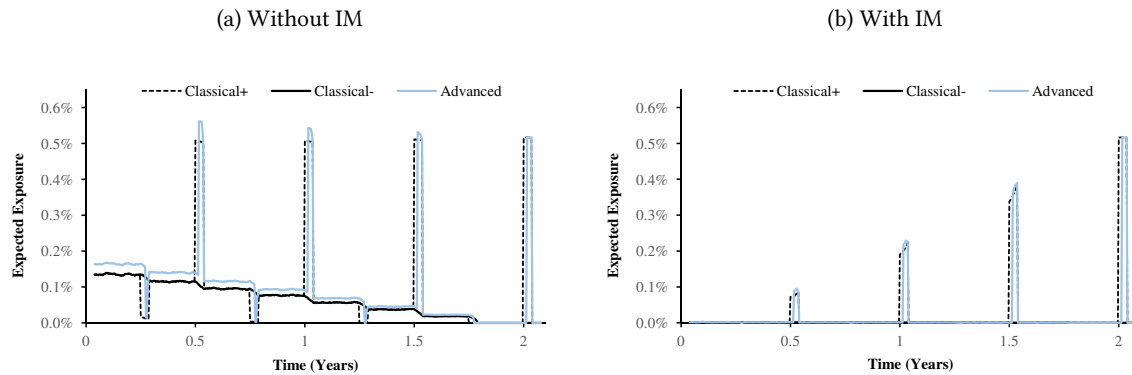 (a) Without IM
Classical+ Classical- Advanced
0.6%
0.5%
0.4%
0.3%
0.2%
0.1%
0.0%
Expected Exposure
0 0.5 1 1.5 2
Time (Years)
(b) With IM
Classical+ Classical- Advanced
0.6%
0.5%
0.4%
0.3%
0.2%
0.1%
0.0%
Expected Exposure
0 0.5 1 1.5 2
Time (Years)